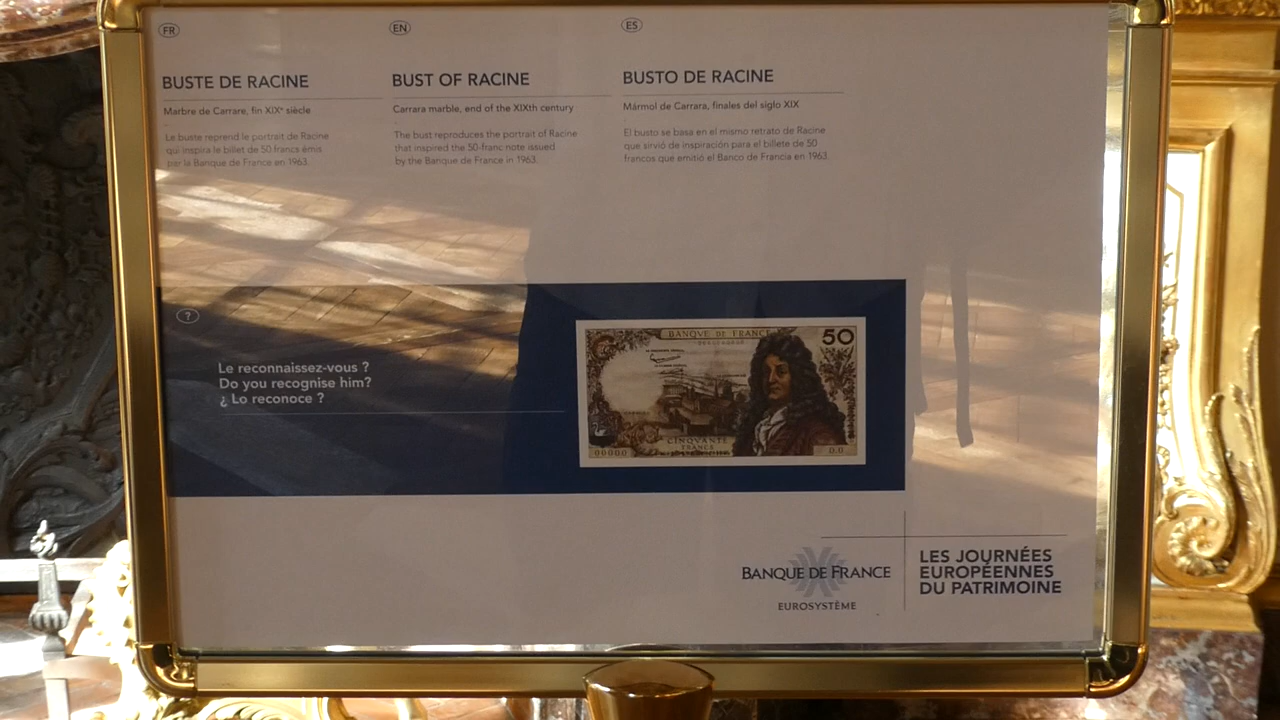 FR
BUSTE DE RACINE
Marbre de Carrare, fin XIXe siècle
Le buste reprend le portrait de Racine
qui inspira le billet de 50 francs émis
par la Banque de France en 1963.
EN
BUST OF RACINE
Carrara marble, end of the XIXth century
The bust reproduces the portrait of Racine
that inspired the 50-franc note issued
by the Banque de France in 1963.
ES
BUSTO DE RACINE
Mármol de Carrara, finales del siglo XIX
El busto se basa en el mismo retrato de Racine
que sirvió de inspiración para el billete de 50
francos que emitió el Banco de Francia en 1963.
?
Le reconnaissez-vous ?
Do you recognise him?
¿ Lo reconoce ?
BANQUE DE FRANCE
50
CINQUANTE
FRANCS
00000
0.0
BANQUE DE FRANCE
EUROSYSTÈME
LES JOURNÉES
EUROPÉENNES
DU PATRIMOINE